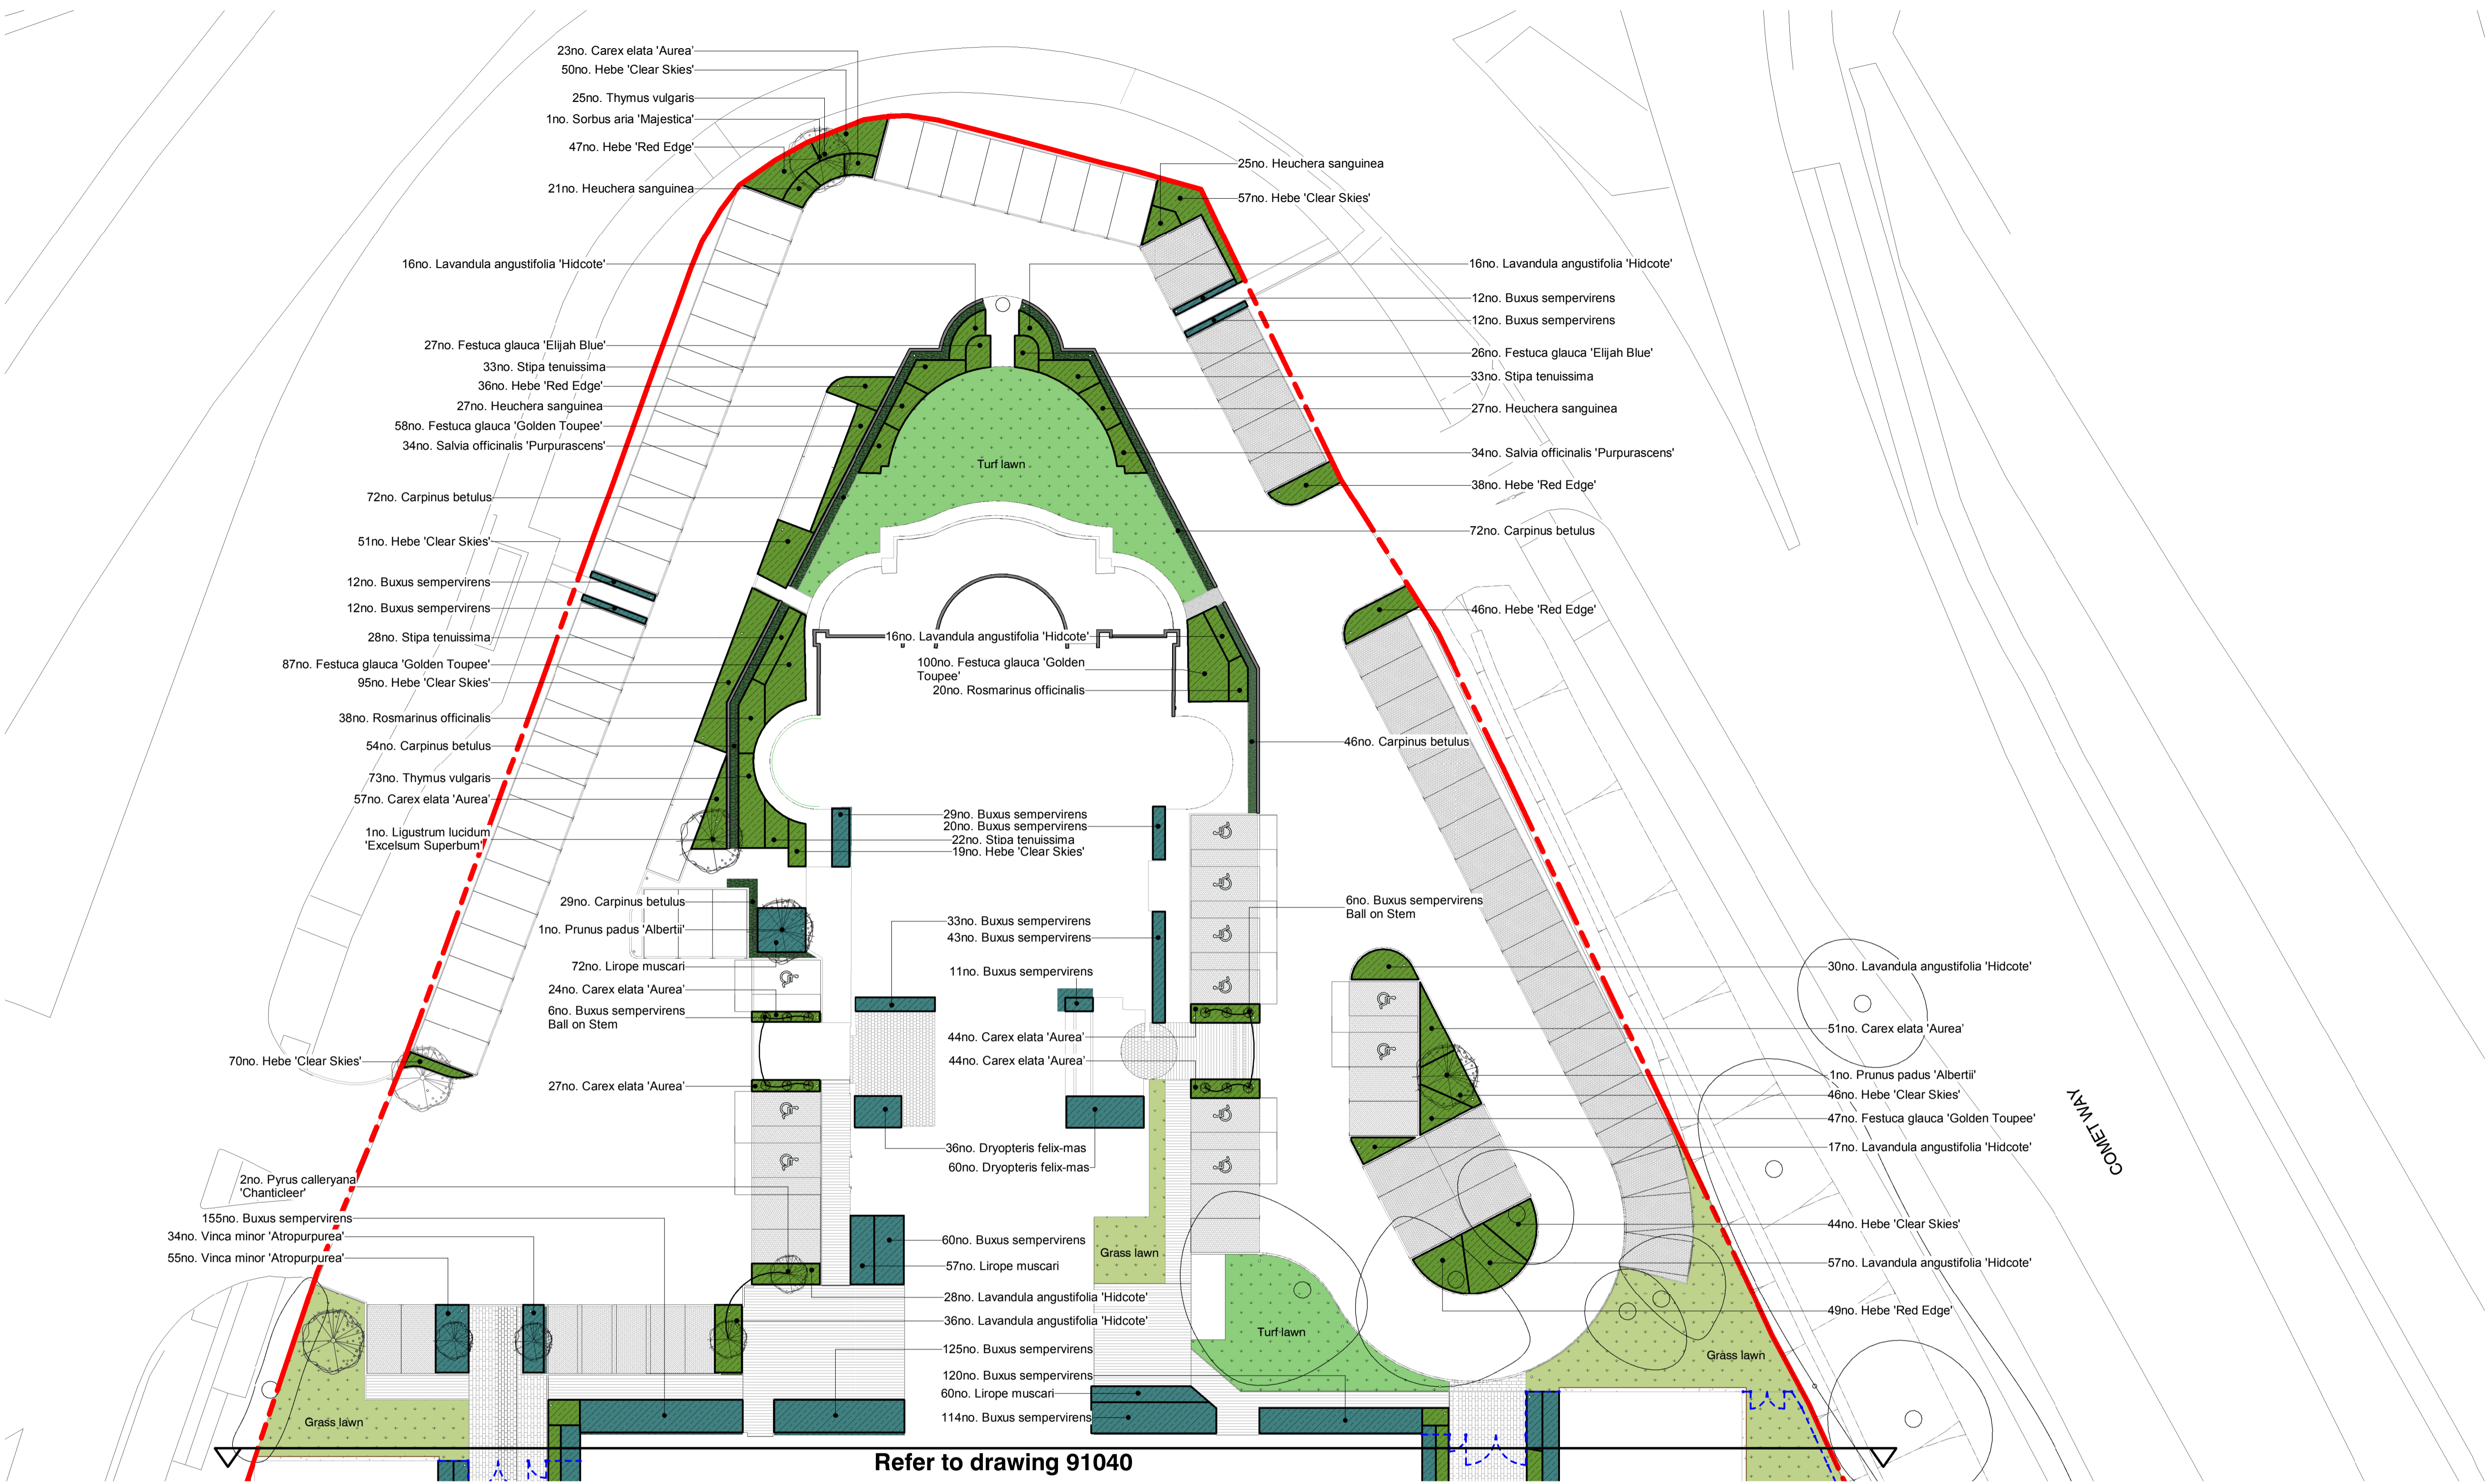 23no. Carex elata 'Aurea'
50no. Hebe 'Clear Skies'
25no. Thymus vulgaris
1no. Sorbus aria 'Majestica'
47no. Hebe 'Red Edge'
21no. Heuchera sanguinea
25no. Heuchera sanguinea
57no. Hebe 'Clear Skies'
16no. Lavandula angustifolia 'Hidcote'
27no. Festuca glauca 'Elijah Blue'
33no. Stipa tenuissima
36no. Hebe 'Red Edge'
27no. Heuchera sanguinea
58no. Festuca glauca 'Golden Toupee'
34no. Salvia officinalis 'Purpurascens'
72no. Carpinus betulus
51no. Hebe 'Clear Skies'
12no. Buxus sempervirens
12no. Buxus sempervirens
28no. Stipa tenuissima
87no. Festuca glauca 'Golden Toupee'
95no. Hebe 'Clear Skies'
38no. Rosmarinus officinalis
54no. Carpinus betulus
73no. Thymus vulgaris
57no. Carex elata 'Aurea'
1no. Ligustrum lucidum
'Excelsum Superbum'
29no. Carpinus betulus
1no. Prunus padus 'Albertii'
72no. Lirope muscari
24no. Carex elata 'Aurea'
6no. Buxus sempervirens
Ball on Stem
70no. Hebe 'Clear Skies'
27no. Carex elata 'Aurea'
2no. Pyrus calleryana
'Chanticleer'
155no. Buxus sempervirens
34no. Vinca minor 'Atropurpurea'
55no. Vinca minor 'Atropurpurea'
Grass lawn
Turf lawn
16no. Lavandula angustifolia 'Hidcote'
100no. Festuca glauca 'Golden
Toupee'
20no. Rosmarinus officinalis
29no. Buxus sempervirens
20no. Buxus sempervirens
22no. Stipa tenuissima
19no. Hebe 'Clear Skies'
33no. Buxus sempervirens
43no. Buxus sempervirens
11no. Buxus sempervirens
44no. Carex elata 'Aurea'
44no. Carex elata 'Aurea'
36no. Dryopteris felix-mas
60no. Dryopteris felix-mas
60no. Buxus sempervirens
57no. Lirope muscari
28no. Lavandula angustifolia 'Hidcote'
36no. Lavandula angustifolia 'Hidcote'
125no. Buxus sempervirens
120no. Buxus sempervirens
60no. Lirope muscari
114no. Buxus sempervirens
Grass lawn
Turf lawn
16no. Lavandula angustifolia 'Hidcote'
12no. Buxus sempervirens
12no. Buxus sempervirens
26no. Festuca glauca 'Elijah Blue'
33no. Stipa tenuissima
27no. Heuchera sanguinea
34no. Salvia officinalis 'Purpurascens'
38no. Hebe 'Red Edge'
72no. Carpinus betulus
46no. Hebe 'Red Edge'
46no. Carpinus betulus
6no. Buxus sempervirens
Ball on Stem
30no. Lavandula angustifolia 'Hidcote'
51no. Carex elata 'Aurea'
1no. Prunus padus 'Albertii'
46no. Hebe 'Clear Skies'
47no. Festuca glauca 'Golden Toupee'
17no. Lavandula angustifolia 'Hidcote'
44no. Hebe 'Clear Skies'
57no. Lavandula angustifolia 'Hidcote'
49no. Hebe 'Red Edge'
Grass lawn
COMET WAY
Refer to drawing 91040